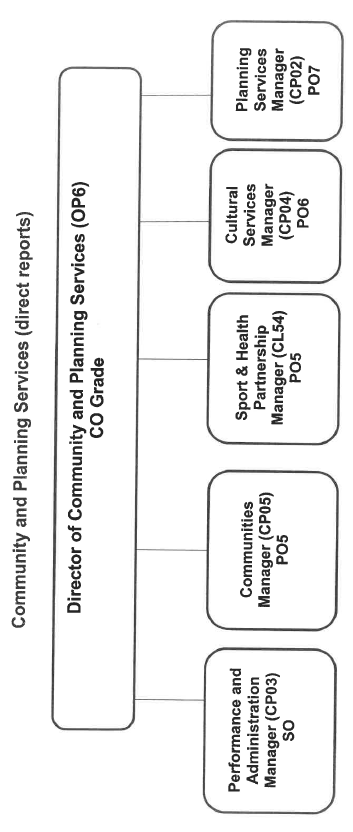 Community and Planning Services (direct reports)
Director of Community and Planning Services (OP6)
CO Grade
Performance and
Administration
Manager (CP03)
SO
Communities
Manager (CP05)
PO5
Sport & Health
Partnership
Manager (CL54)
PO5
Cultural
Services
Manager
(CP04)
PO6
Planning
Services
Manager
(CP02)
PO7